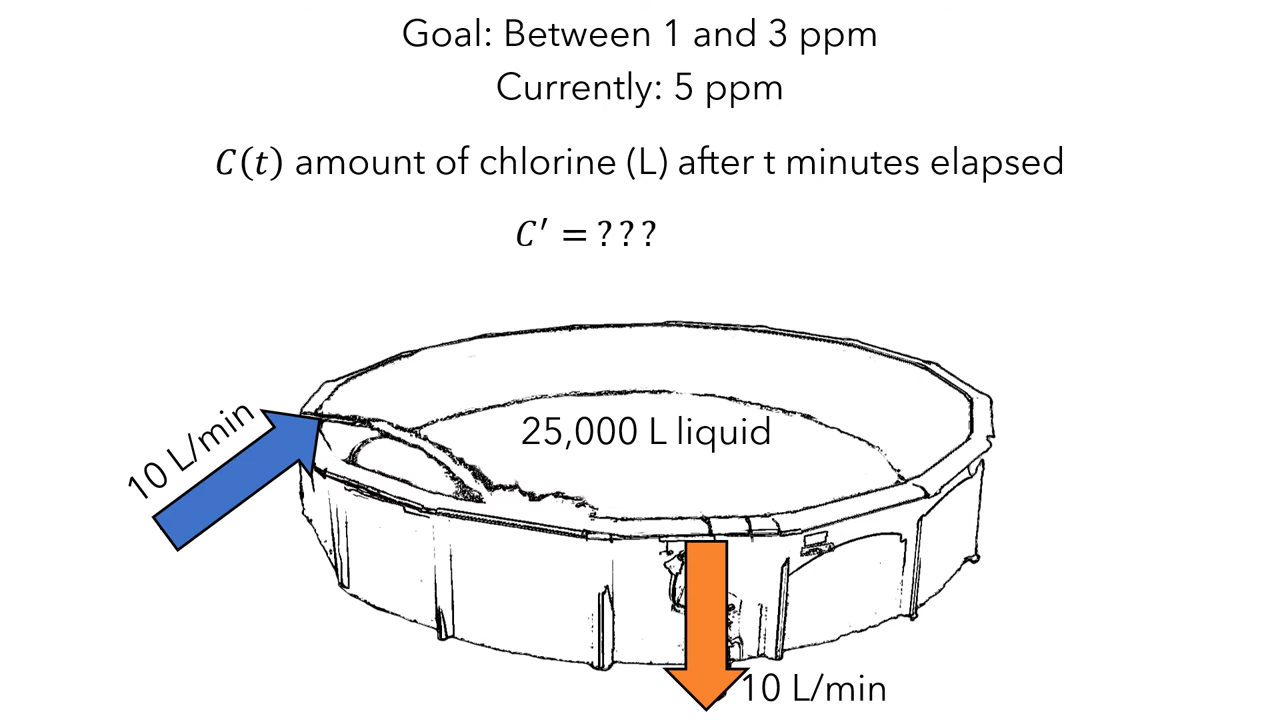 Goal: Between 1 and 3 ppm
Currently: 5 ppm
C(t) amount of chlorine (L) after t minutes elapsed
C′ = ???
10 L/min
25,000 L liquid
10 L/min